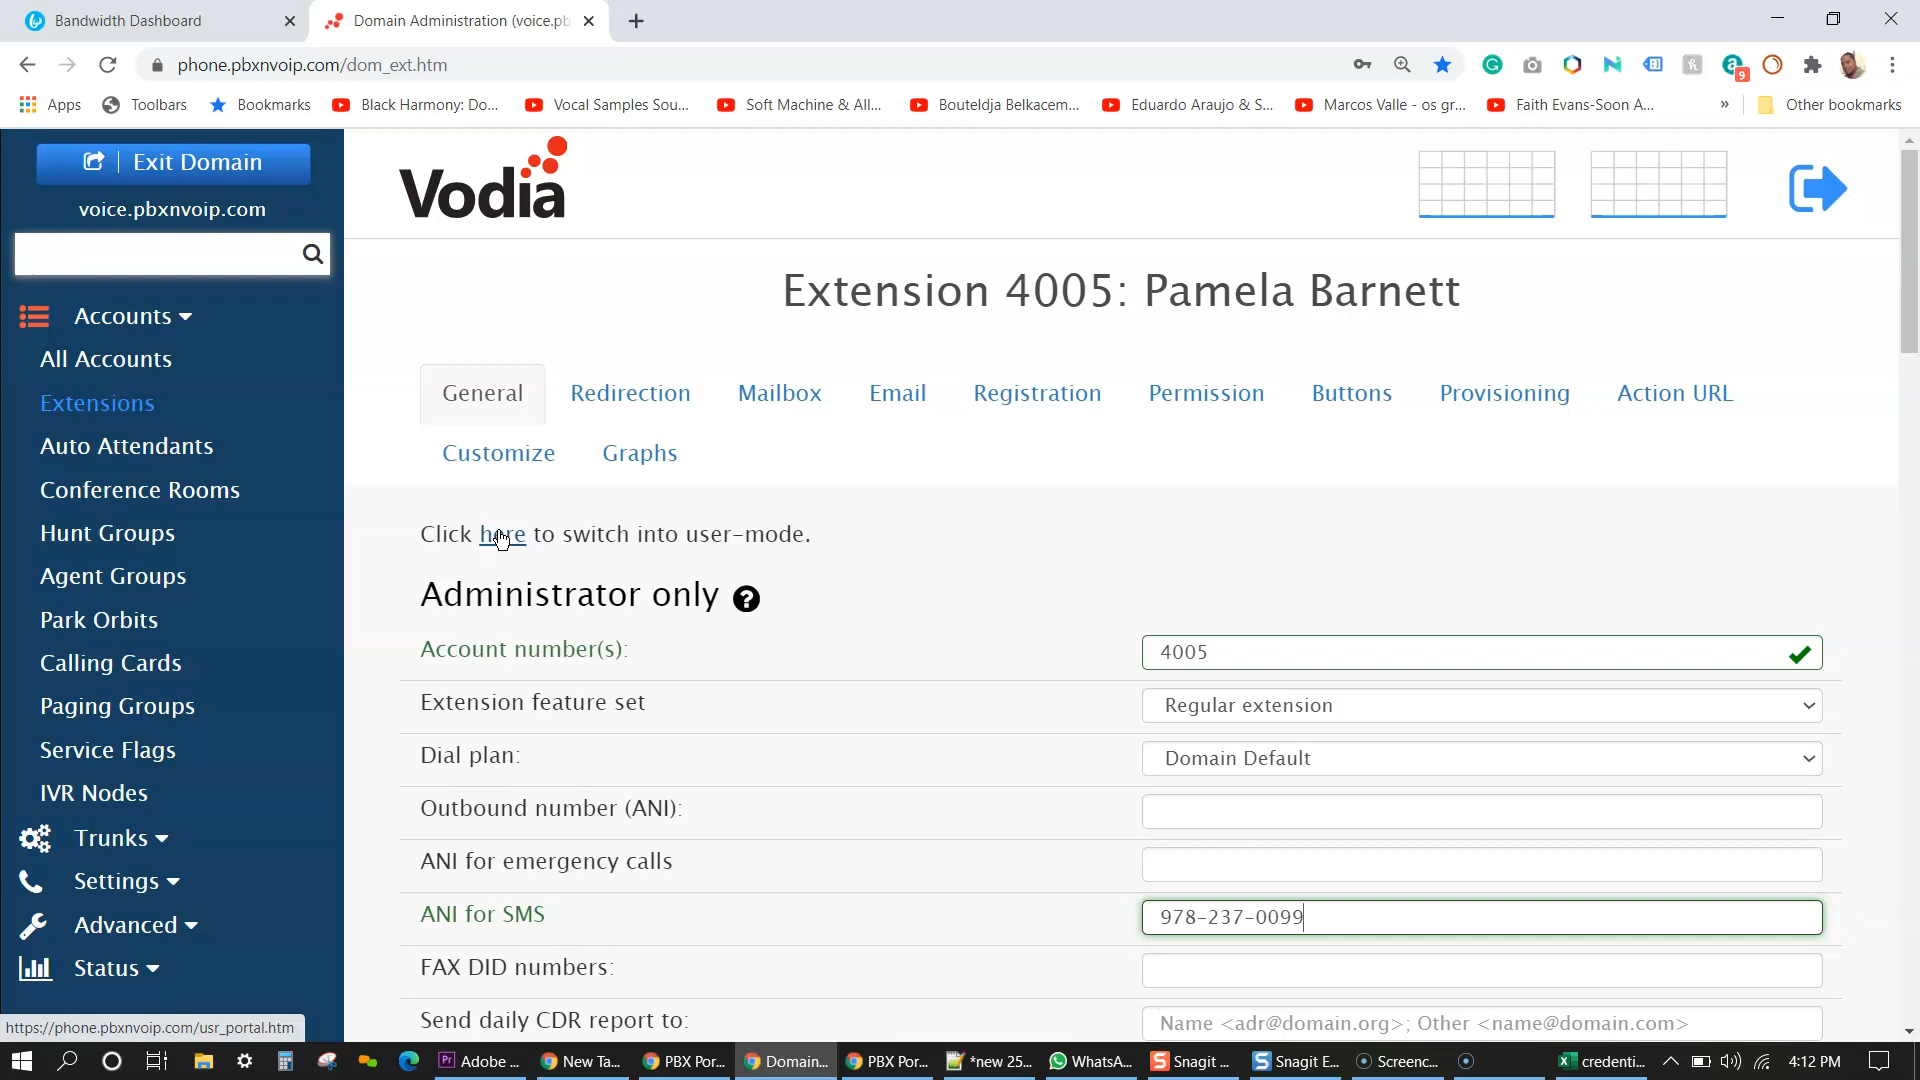 Bandwidth Dashboard
Domain Administration (voice.pb
phone.pbxnvoip.com/dom_ext.htm
9
Apps
Toolbars
Bookmarks
Black Harmony: Do...
Vocal Samples Sou...
Soft Machine & All...
Bouteldja Belkacem...
Eduardo Araujo & S...
Marcos Valle - os gr...
Faith Evans-Soon A...
»
Other bookmarks
Exit Domain
voice.pbxnvoip.com
Accounts
All Accounts
Extensions
Auto Attendants
Conference Rooms
Hunt Groups
Agent Groups
Park Orbits
Calling Cards
Paging Groups
Service Flags
IVR Nodes
Trunks
Settings
Advanced
Status
https://phone.pbxnvoip.com/usr_portal.htm
Vodia
Extension 4005: Pamela Barnett
General
Redirection
Mailbox
Email
Registration
Permission
Buttons
Provisioning
Action URL
Customize
Graphs
Click here to switch into user-mode.
Administrator only ?
Account number(s):
4005
Extension feature set
Regular extension
Dial plan:
Domain Default
Outbound number (ANI):
ANI for emergency calls
ANI for SMS
978-237-0099
FAX DID numbers:
Send daily CDR report to:
Name <adr@domain.org>; Other <name@domain.com>
Adobe ...
New Ta...
PBX Por...
Domain...
PBX Por...
*new 25...
WhatsA...
Snagit ...
Snagit E...
Screenc...
credenti...
4:12 PM